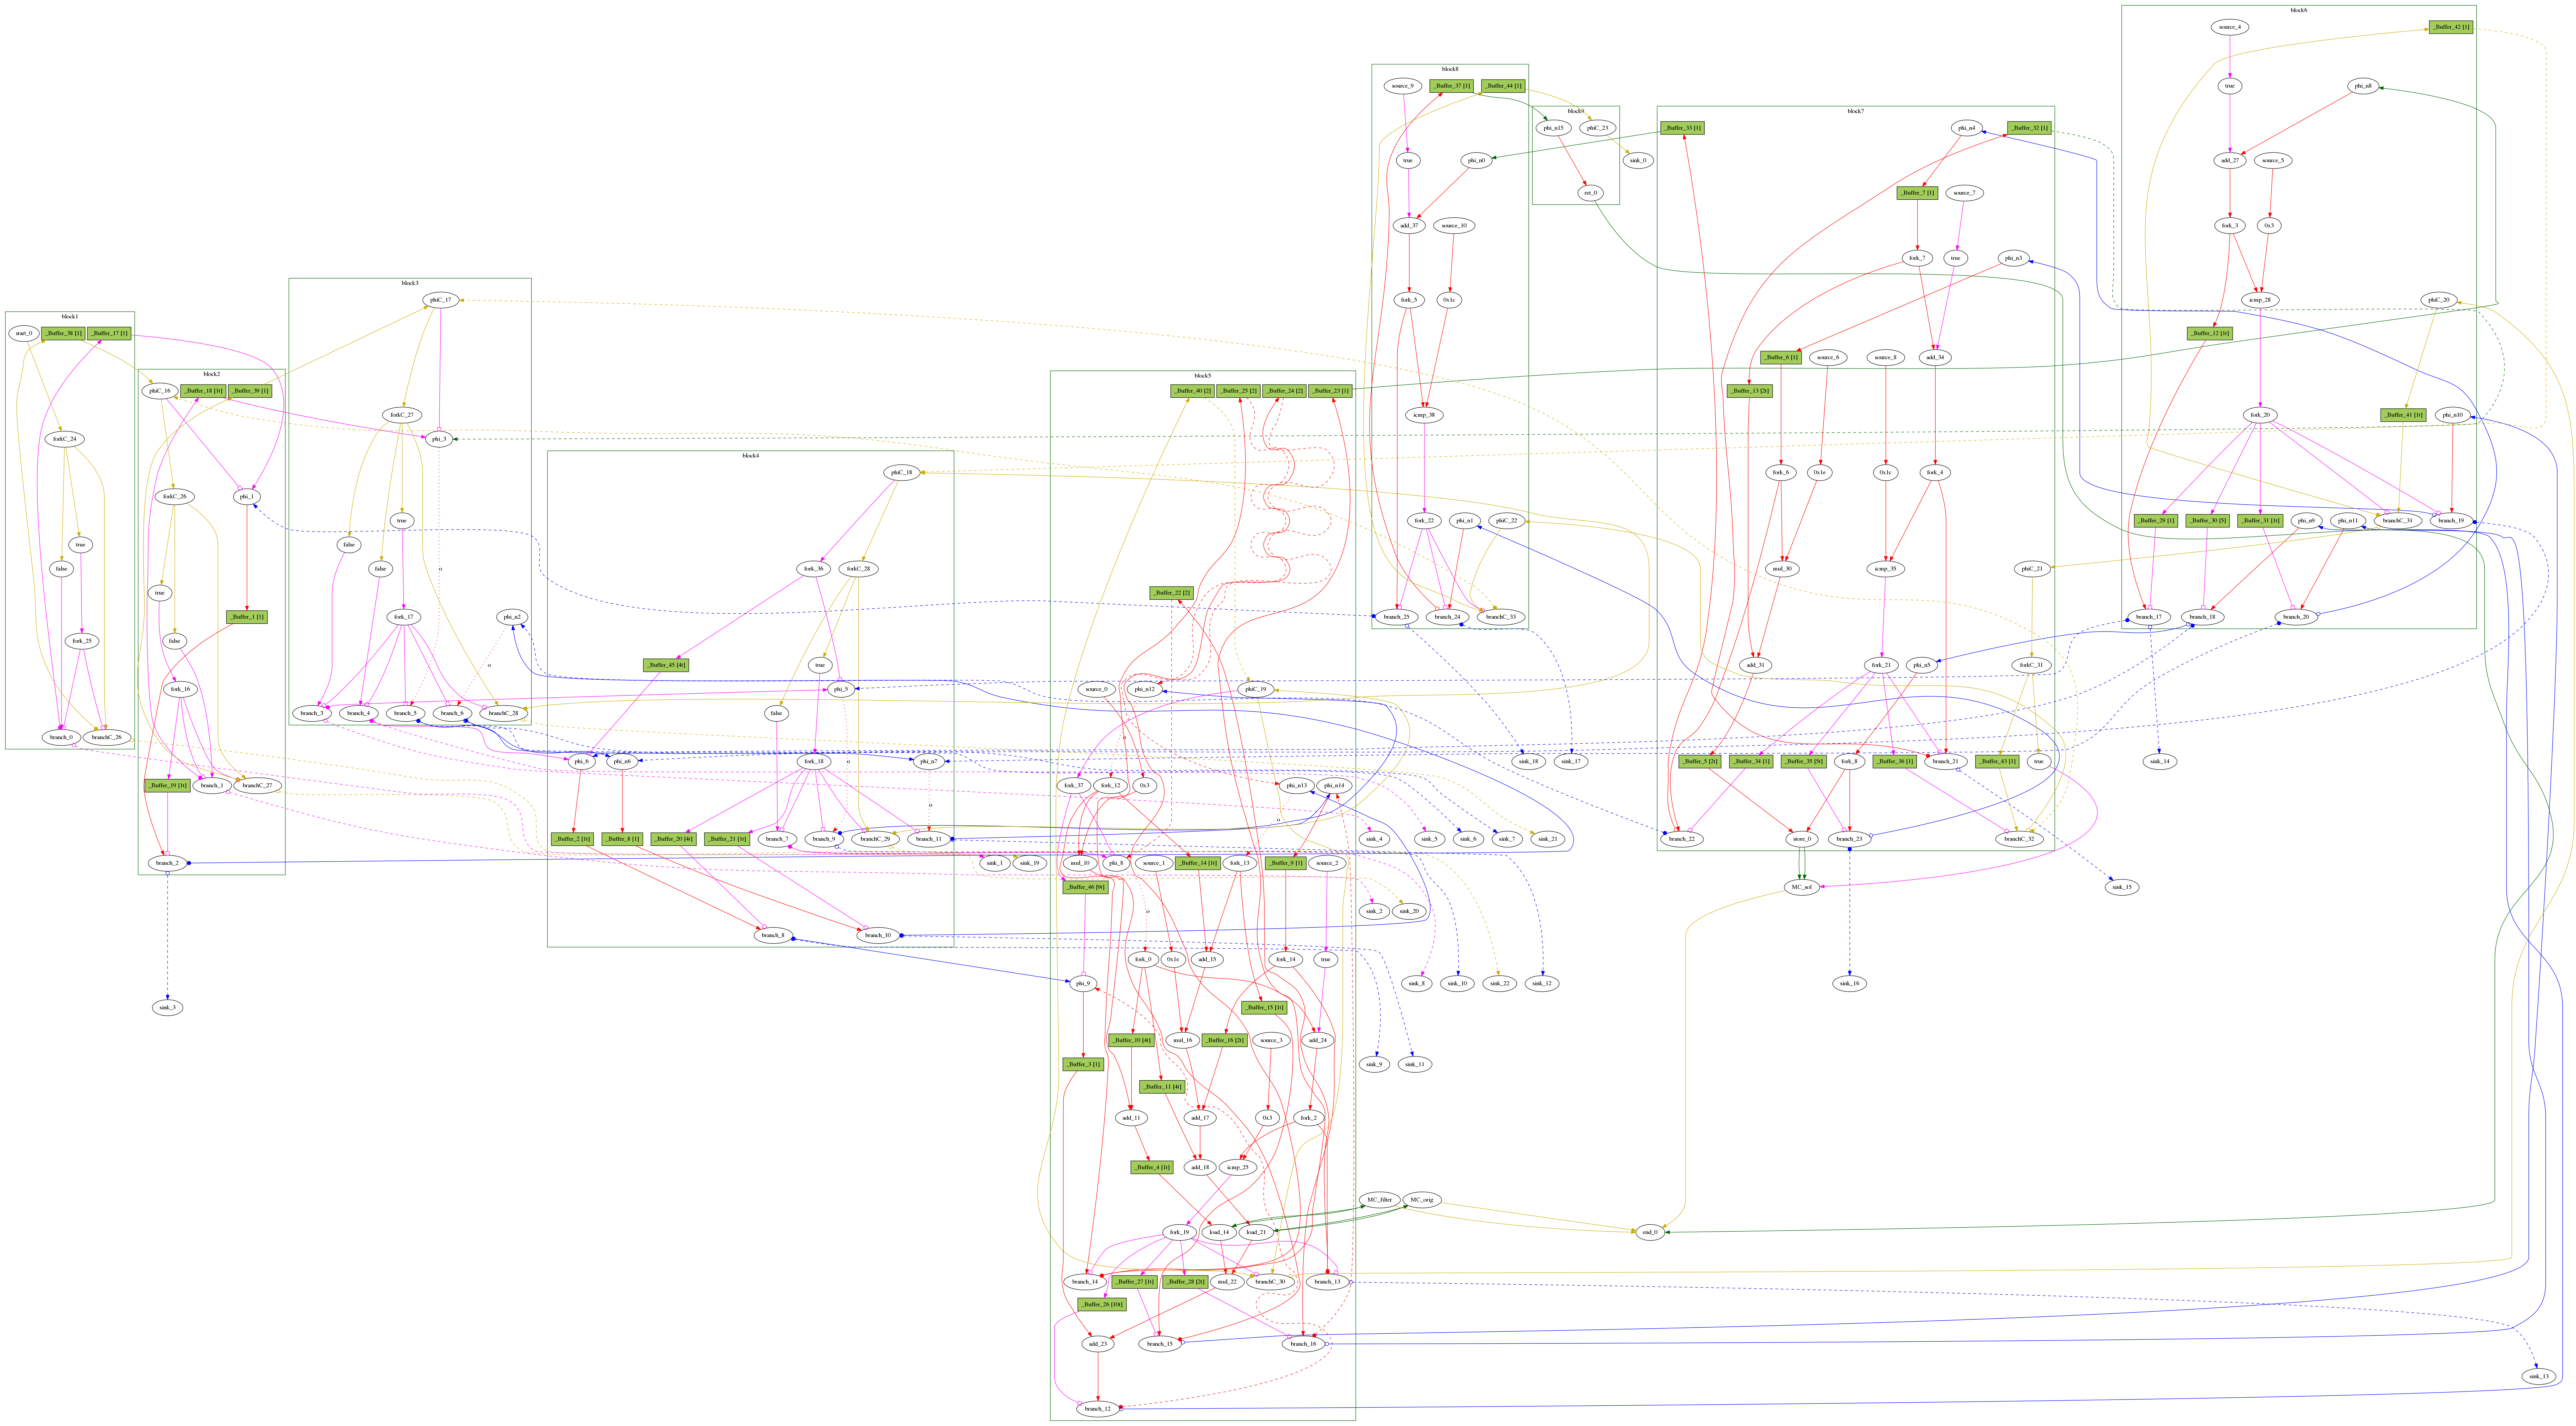 block1
start_0
_Buffer_38 [1]
_Buffer_17 [1]
forkC_24
true
false
fork_25
branch_0
branchC_26
block2
phiC_16
_Buffer_18 [1t]
_Buffer_39 [1]
forkC_26
phi_1
true
_Buffer_1 [1]
false
fork_16
_Buffer_19 [1t]
branch_1
branchC_27
branch_2
sink_3
block3
phiC_17
forkC_27
phi_3
true
false
false
fork_17
phi_n2
o
o
branch_3
branch_4
branch_5
branch_6
branchC_28
block4
phiC_18
fork_36
forkC_28
_Buffer_45 [4t]
true
phi_5
false
phi_6
phi_n6
fork_18
o
phi_n7
o
_Buffer_2 [1t]
_Buffer_8 [1]
_Buffer_20 [4t]
_Buffer_21 [1t]
branch_7
branch_9
branchC_29
branch_11
branch_8
branch_10
block5
_Buffer_40 [2]
_Buffer_25 [2]
_Buffer_24 [2]
_Buffer_23 [1]
_Buffer_22 [2]
source_0
phi_n12
phiC_19
o
fork_37
fork_12
0x3
phi_n13
phi_n14
o
mul_10
phi_8
source_1
_Buffer_14 [1t]
fork_13
_Buffer_9 [1]
source_2
_Buffer_46 [9t]
o
fork_0
0x1e
add_15
fork_14
true
phi_9
_Buffer_15 [1t]
_Buffer_10 [4t]
mul_16
_Buffer_16 [2t]
source_3
add_24
_Buffer_3 [1]
_Buffer_11 [4t]
add_11
add_17
0x3
fork_2
_Buffer_4 [1t]
add_18
icmp_25
fork_19
load_14
load_21
branch_14
_Buffer_27 [1t]
_Buffer_28 [2t]
mul_22
branchC_30
branch_13
_Buffer_26 [10t]
add_23
branch_15
branch_16
branch_12
sink_1
sink_19
sink_4
sink_5
sink_6
sink_7
sink_21
sink_18
sink_17
sink_2
sink_20
sink_8
sink_10
sink_22
sink_12
sink_9
sink_11
MC_filter
MC_orig
end_0
sink_13
block8
source_9
_Buffer_37 [1]
_Buffer_44 [1]
true
phi_n0
add_37
source_10
fork_5
0x1c
icmp_38
fork_22
phi_n1
phiC_22
branch_25
branch_24
branchC_33
block9
phi_n15
phiC_23
sink_0
ret_0
block7
_Buffer_33 [1]
phi_n4
_Buffer_32 [1]
_Buffer_7 [1]
source_7
fork_7
true
phi_n3
_Buffer_6 [1]
source_6
source_8
add_34
_Buffer_13 [2t]
fork_6
0x1e
0x1c
fork_4
mul_30
icmp_35
phiC_21
add_31
fork_21
phi_n5
forkC_31
_Buffer_5 [2t]
_Buffer_34 [1]
_Buffer_35 [5t]
fork_8
_Buffer_36 [1]
branch_21
_Buffer_43 [1]
true
branch_22
store_0
branch_23
branchC_32
MC_sol
sink_16
sink_15
sink_14
block6
source_4
_Buffer_42 [1]
true
phi_n8
add_27
source_5
fork_3
0x3
icmp_28
phiC_20
_Buffer_12 [1t]
fork_20
_Buffer_41 [1t]
phi_n10
_Buffer_29 [1]
_Buffer_30 [5]
_Buffer_31 [1t]
phi_n9
phi_n11
branchC_31
branch_19
branch_17
branch_18
branch_20